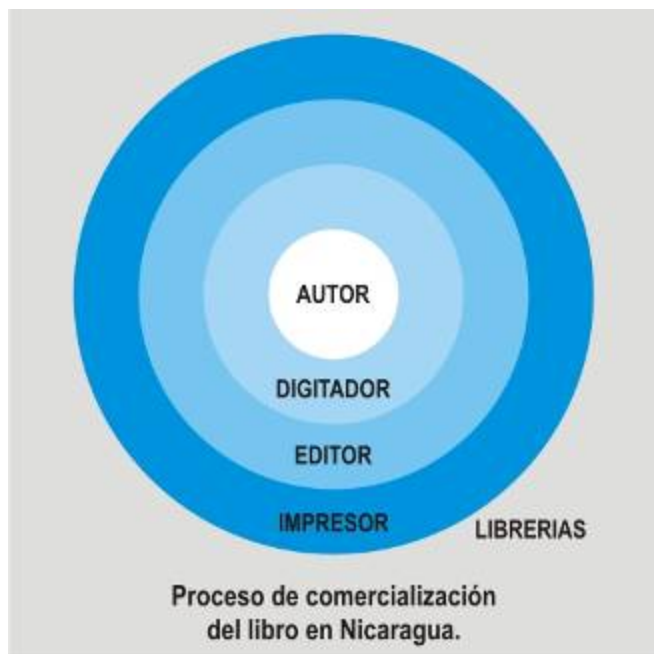 AUTOR
DIGITADOR
EDITOR
IMPRESOR
LIBRERIAS
Proceso de comercialización
del libro en Nicaragua.